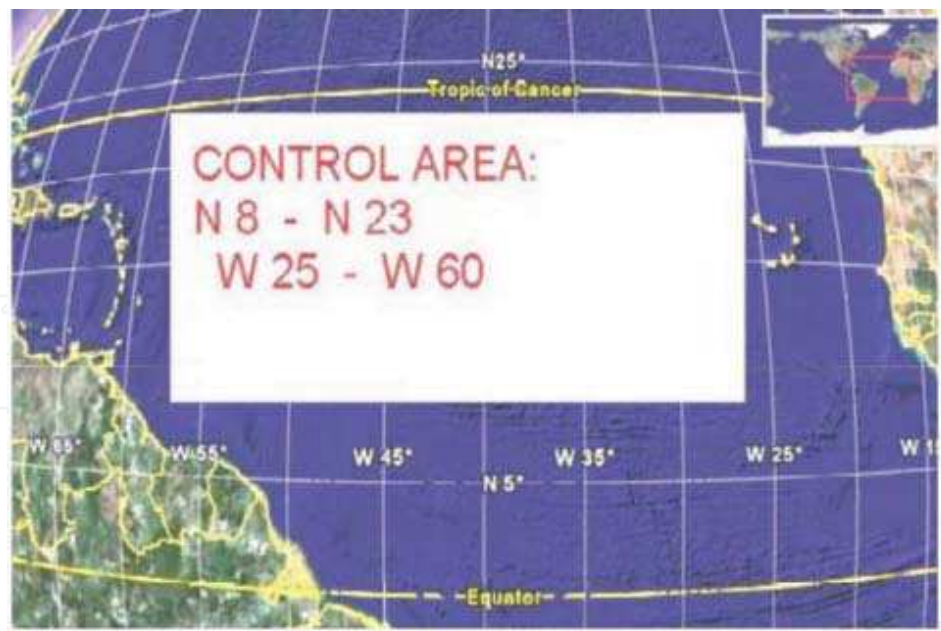 N25°
Tropic of Cancer
CONTROL AREA:
N 8 - N 23
W 25 - W 60
W 65° W 55° W 45° W 35° W 25°
N 5°
Equator